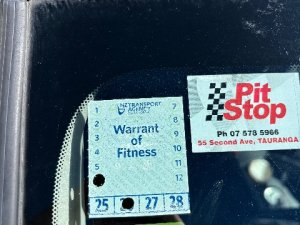 NZ TRANSPORT
AGENCY
Warrant
of
Fitness
1
2
3
4
5
7
8
9
10
11
12
25
27
28
Pit
Stop
Ph 07 578 5966
55 Second Ave, TAURANGA